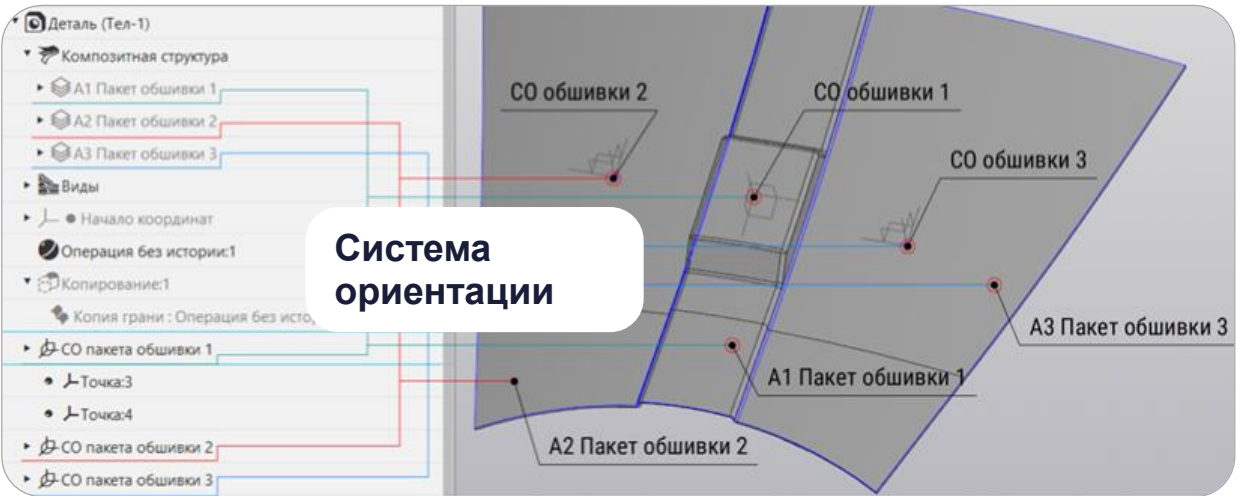 Деталь (Тел-1)
Композитная структура
А1 Пакет обшивки 1
А2 Пакет обшивки 2
А3 Пакет обшивки 3
Виды
Начало координат
Операция без истории:1
Копирование:1
Копия грани : Операция без исто
СО пакета обшивки 1
Точка:3
Точка:4
СО пакета обшивки 2
СО пакета обшивки 3
Система
ориентации
СО обшивки 2
СО обшивки 1
СО обшивки 3
А3 Пакет обшивки 3
А1 Пакет обшивки 1
А2 Пакет обшивки 2